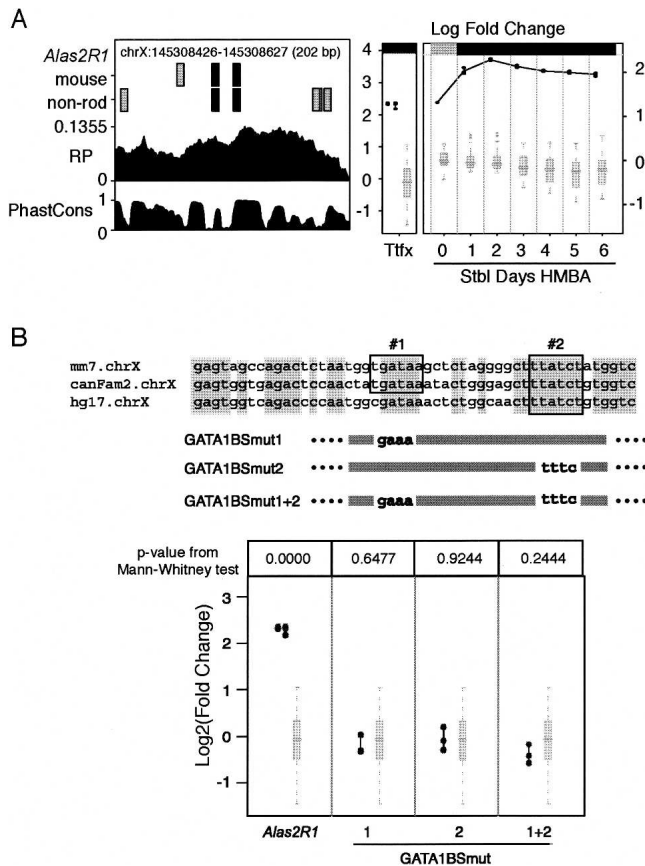 A
Alas2R1 chrX:145308426-145308627 (202 bp)
mouse
non-rod
0.1355
RP
0
1
PhastCons
0
Log Fold Change
4
3
2
1
0
-1
2
1
0
-1
Ttfx 0 1 2 3 4 5 6
Stbl Days HMBA
B
#1 #2
mm7.chrX gagtagccagactctaatggtgataagctctaggggctttatctatggtc
canFam2.chrX gagtggtgagactccaactatgataaatactgggagctttatctgtggtc
hg17.chrX gagtggtcagaccccaatggcgataaactctggcaactttatctgtggtc
GATA1BSmut1 •••• gaaa ••••
GATA1BSmut2 •••• tttc ••••
GATA1BSmut1+2 •••• gaaa tttc ••••
p-value from
Mann-Whitney test
0.0000 0.6477 0.9244 0.2444
Log2(Fold Change)
3
2
1
0
-1
Alas2R1 1 2 1+2
GATA1BSmut